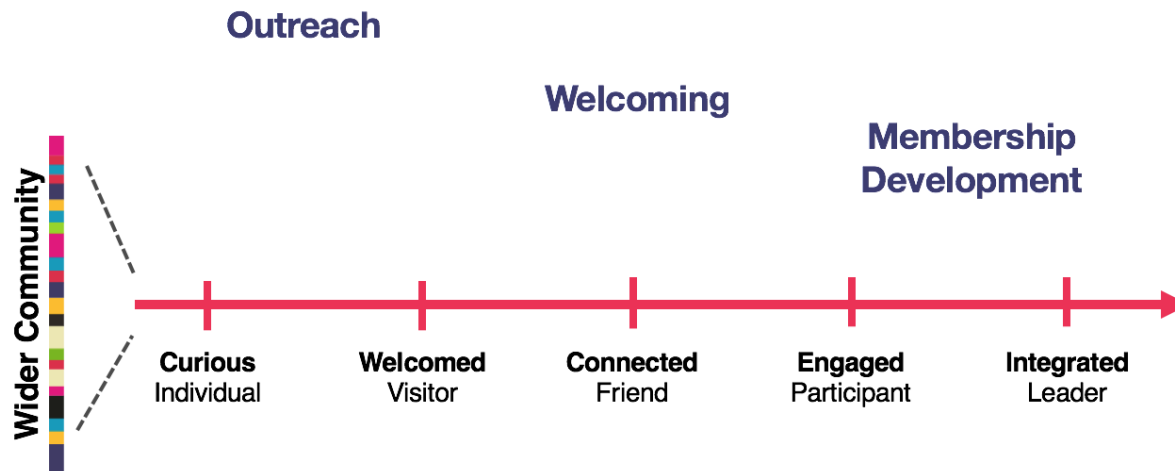 Outreach
Welcoming
Membership
Development
Wider Community
Curious
Individual
Welcomed
Visitor
Connected
Friend
Engaged
Participant
Integrated
Leader